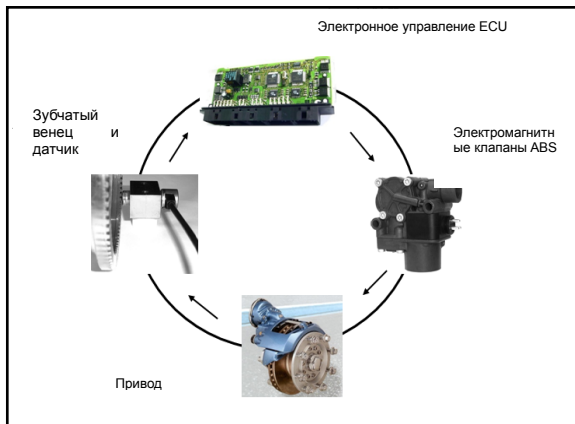 Электронное управление ECU
Зубчатый
венец и
датчик
Электромагнитн
ые клапаны ABS
Привод